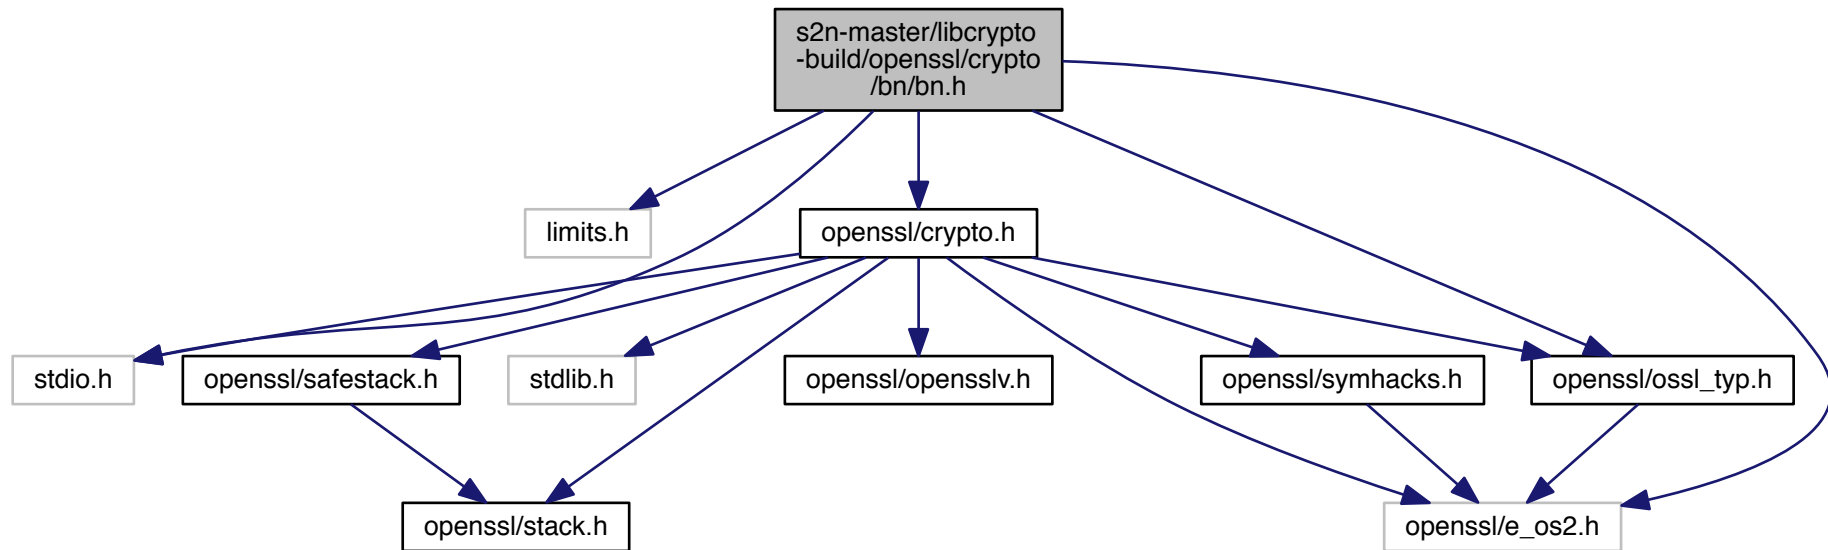 s2n-master/libcrypto
-build/openssl/crypto
/bn/bn.h
limits.h
openssl/crypto.h
stdio.h
openssl/safestack.h
stdlib.h
openssl/opensslv.h
openssl/symhacks.h
openssl/ossl_typ.h
openssl/stack.h
openssl/e_os2.h